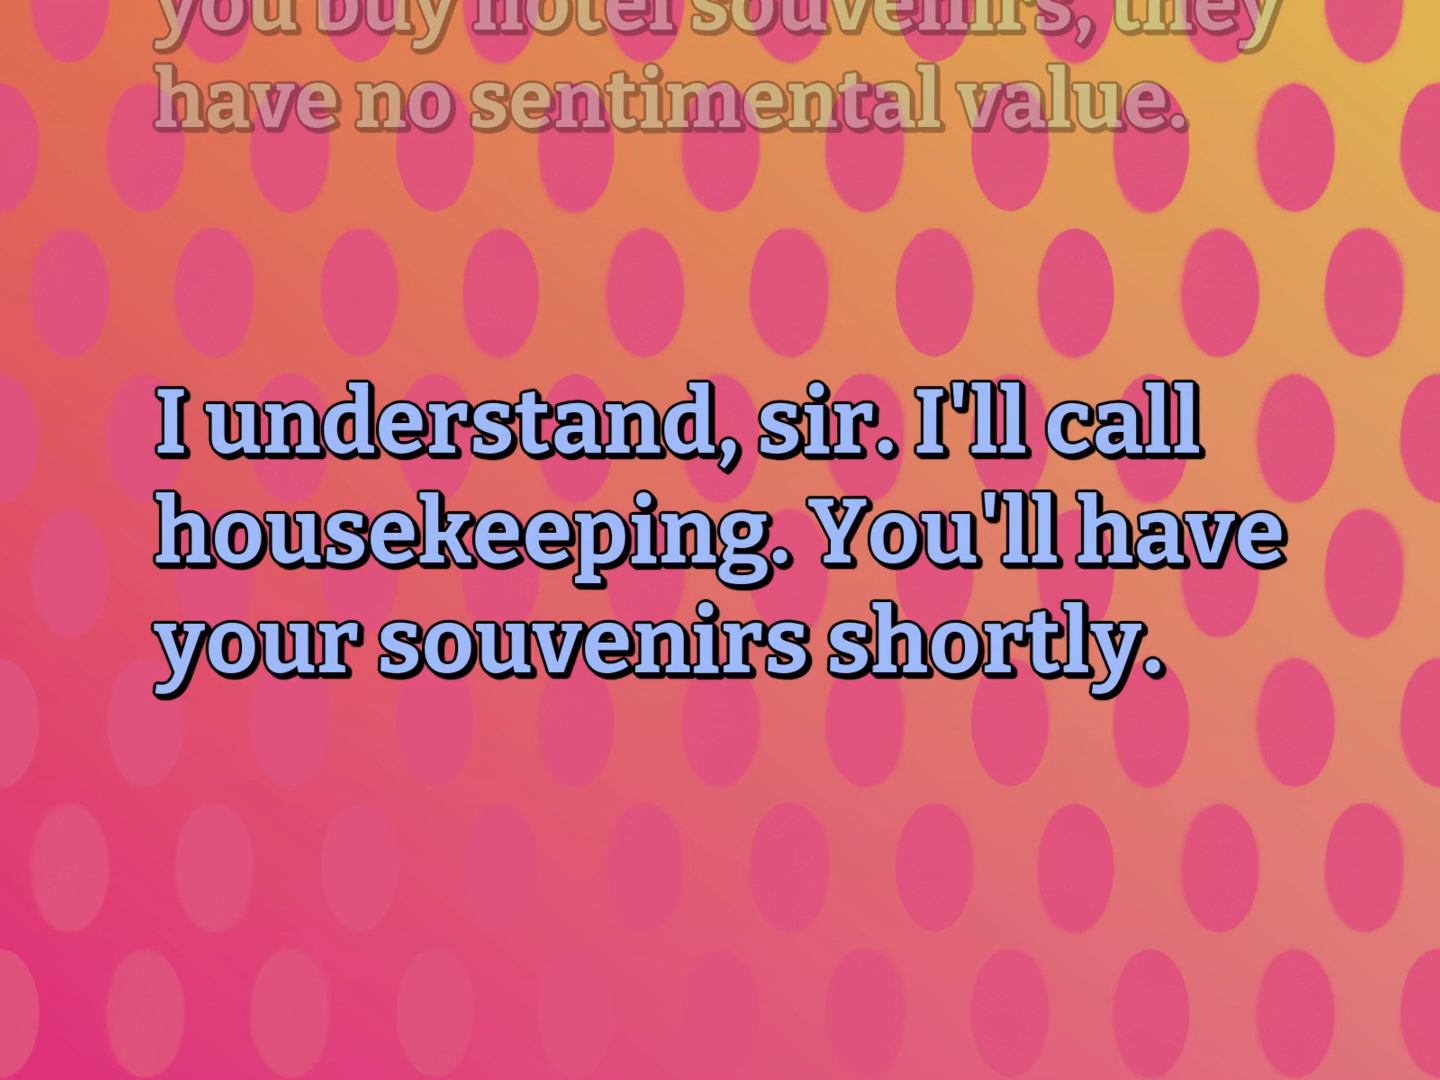 you buy hotel souvenirs, they
have no sentimental value.
I understand, sir. I'll call
housekeeping. You'll have
your souvenirs shortly.